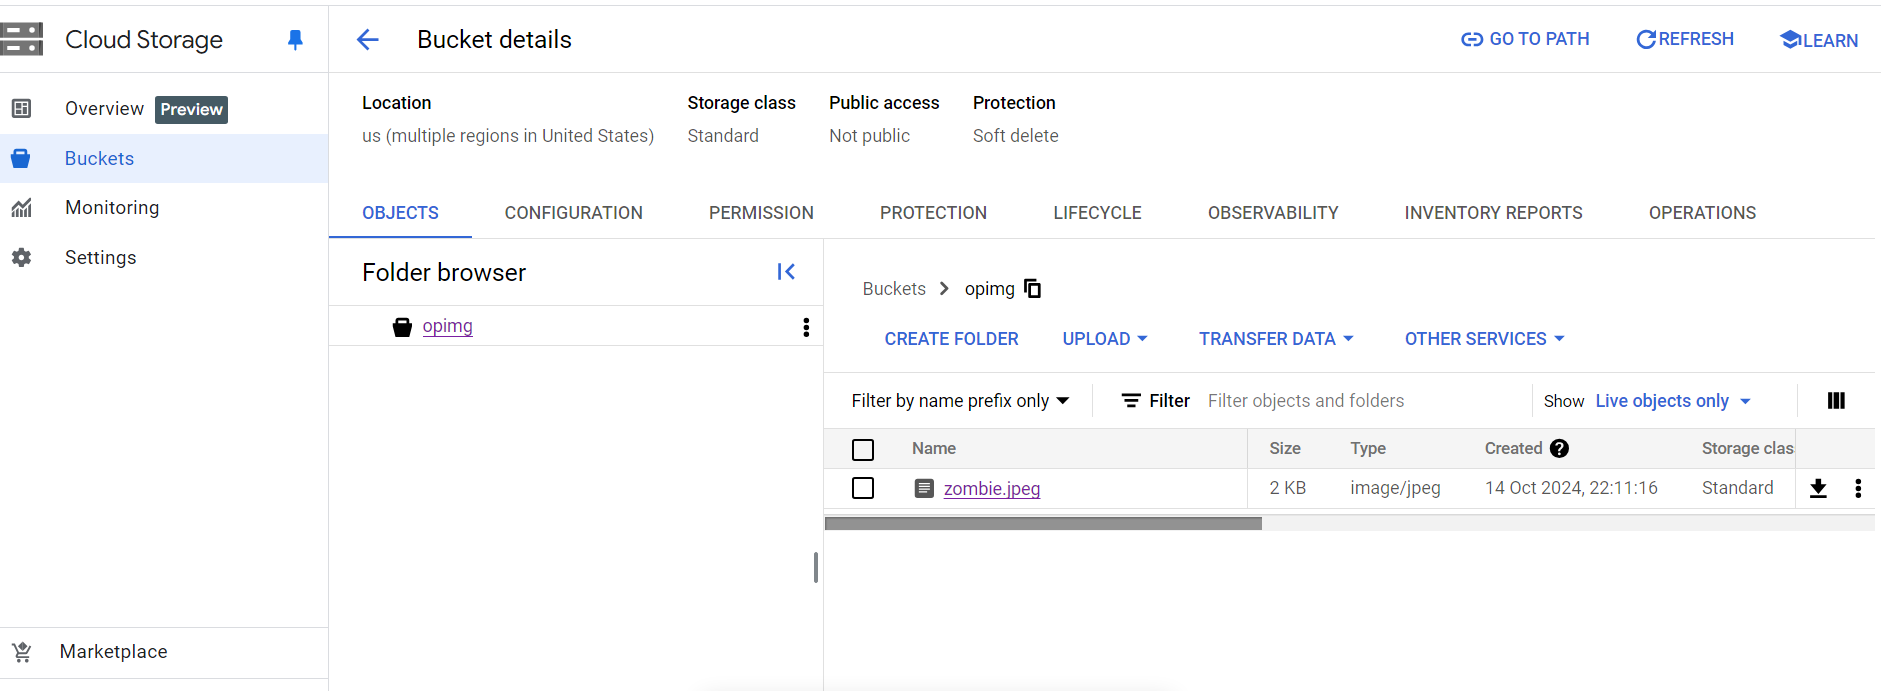 Cloud Storage
Bucket details
GO TO PATH
REFRESH
LEARN
Overview Preview
Buckets
Monitoring
Settings
Marketplace
Location
us (multiple regions in United States)
Storage class
Standard
Public access
Not public
Protection
Soft delete
OBJECTS CONFIGURATION PERMISSION PROTECTION LIFECYCLE OBSERVABILITY INVENTORY REPORTS OPERATIONS
Folder browser
opimg
Buckets opimg
CREATE FOLDER UPLOAD TRANSFER DATA OTHER SERVICES
Filter by name prefix only Filter Filter objects and folders Show Live objects only
Name Size Type Created Storage clas
zombie.jpeg 2 KB image/jpeg 14 Oct 2024, 22:11:16 Standard